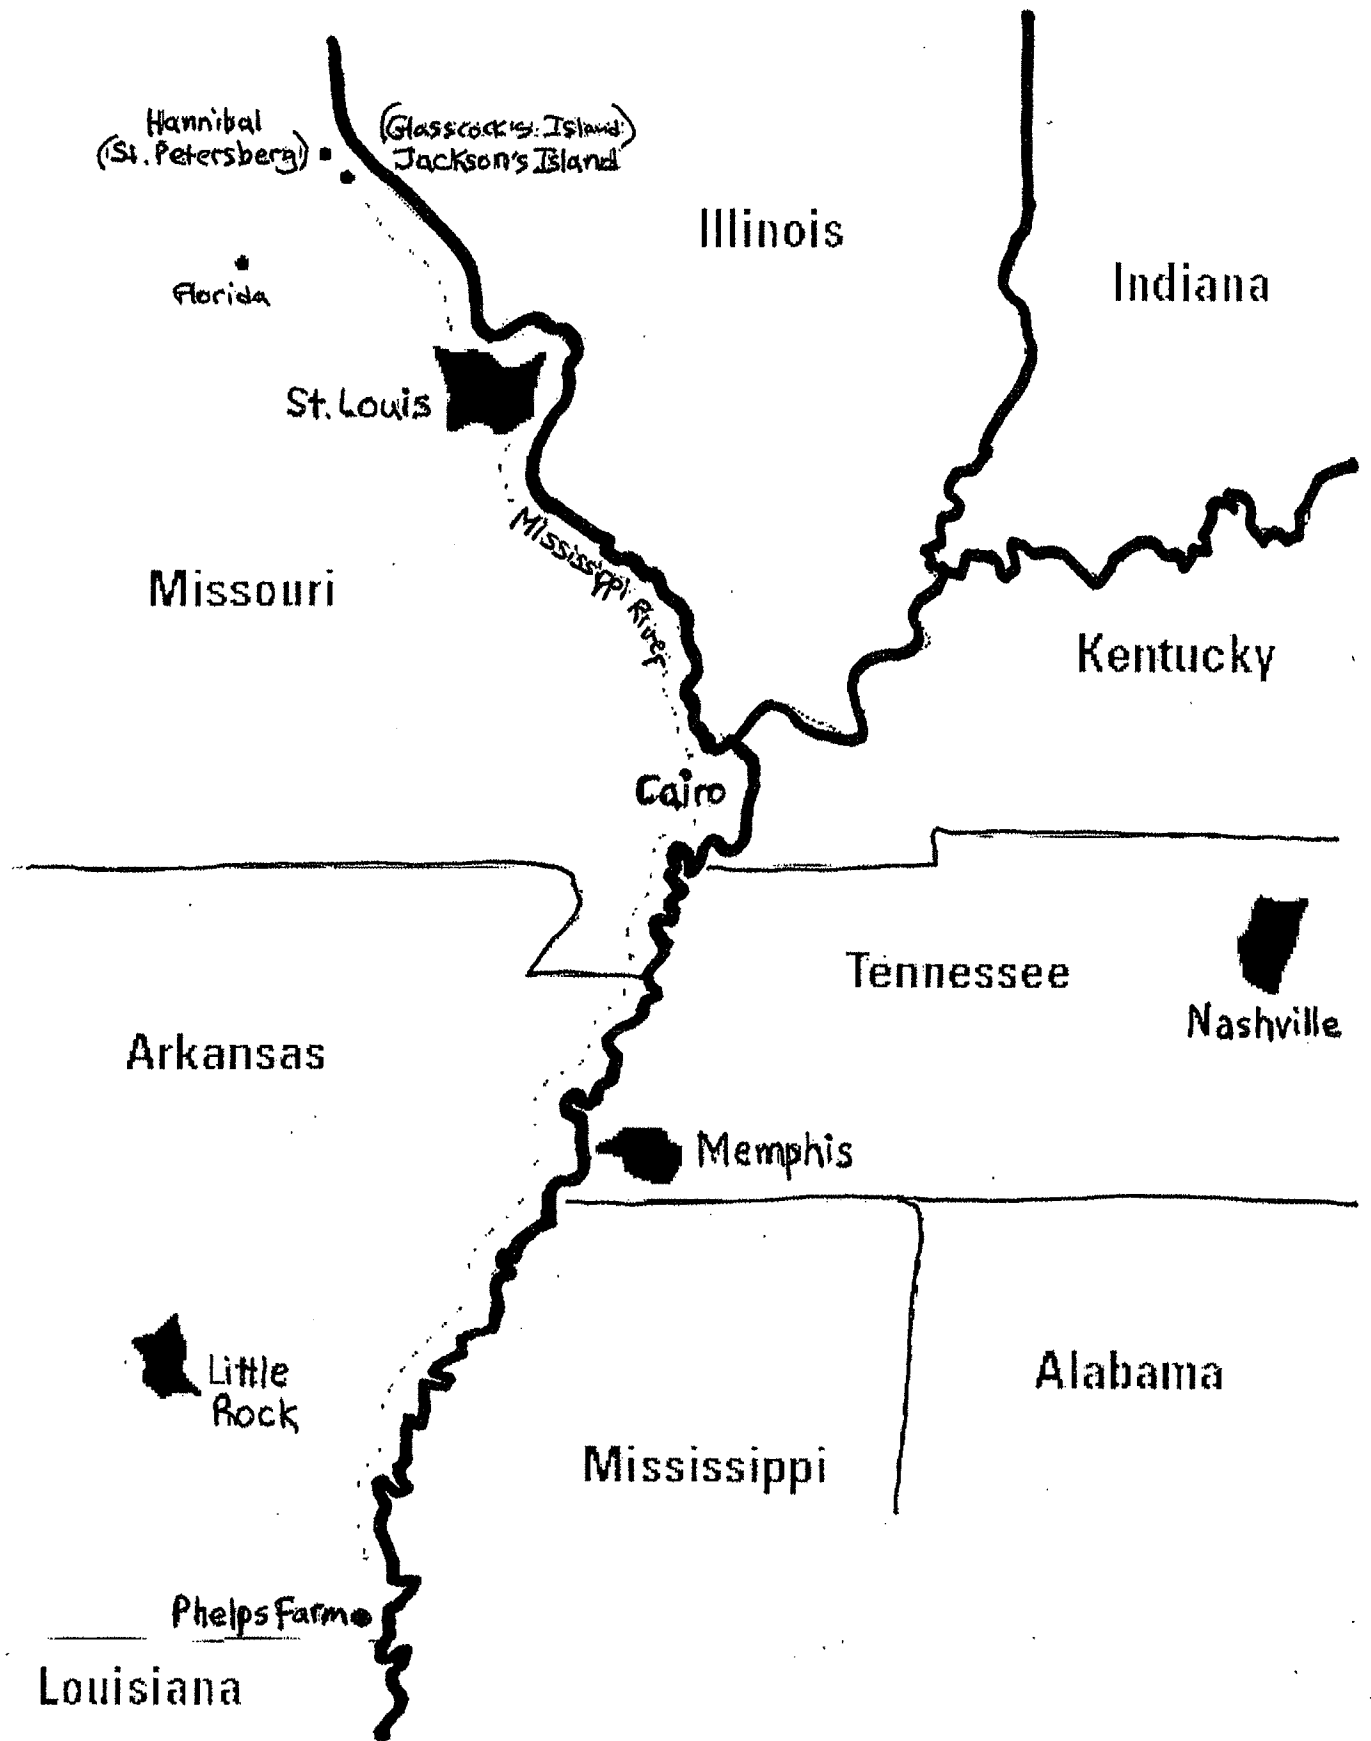 Hannibal
(St. Petersberg)
(Glasscock's Island)
Jackson's Island
Illinois
Indiana
Florida
St. Louis
Mississippi River
Missouri
Kentucky
Cairo
Tennessee
Nashville
Arkansas
Memphis
Little
Rock
Alabama
Mississippi
Phelps Farm
Louisiana